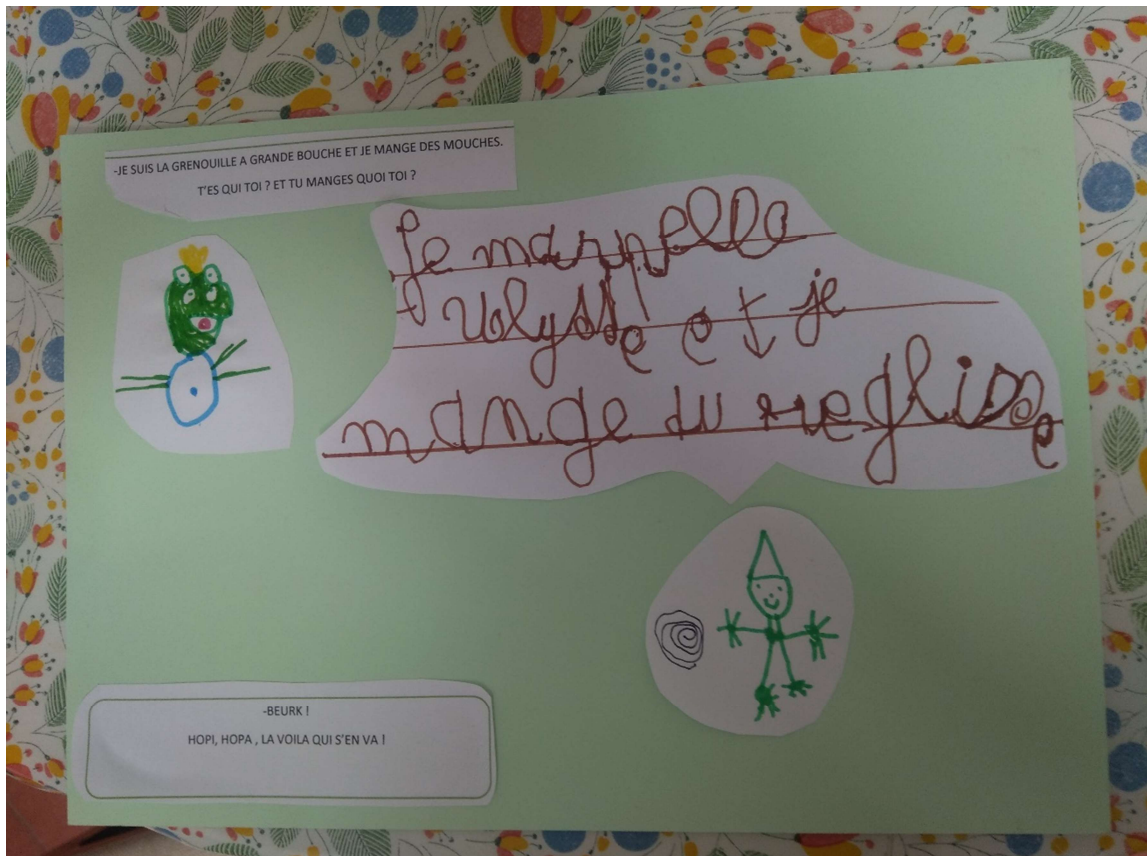 -JE SUIS LA GRENOUILLE A GRANDE BOUCHE ET JE MANGE DES MOUCHES.
T'ES QUI TOI ? ET TU MANGES QUOI TOI ?
Je mappelle
Ulysse et je
mange du reglisse
-BEURK !
HOPI, HOPA , LA VOILA QUI S'EN VA !